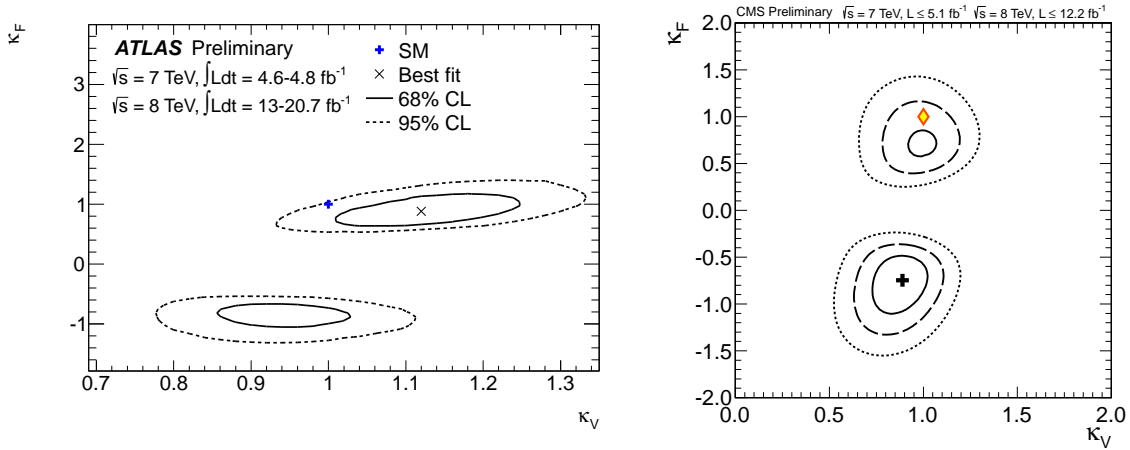 κ_F
ATLAS Preliminary
√s = 7 TeV, ∫Ldt = 4.6-4.8 fb⁻¹
√s = 8 TeV, ∫Ldt = 13-20.7 fb⁻¹
SM
Best fit
68% CL
95% CL
3
2
1
0
-1
0.7 0.8 0.9 1 1.1 1.2 1.3
κ_V
CMS Preliminary √s = 7 TeV, L ≤ 5.1 fb⁻¹ √s = 8 TeV, L ≤ 12.2 fb⁻¹
κ_F
2.0
1.5
1.0
0.5
0.0
-0.5
-1.0
-1.5
-2.0
0.0 0.5 1.0 1.5 2.0
κ_V